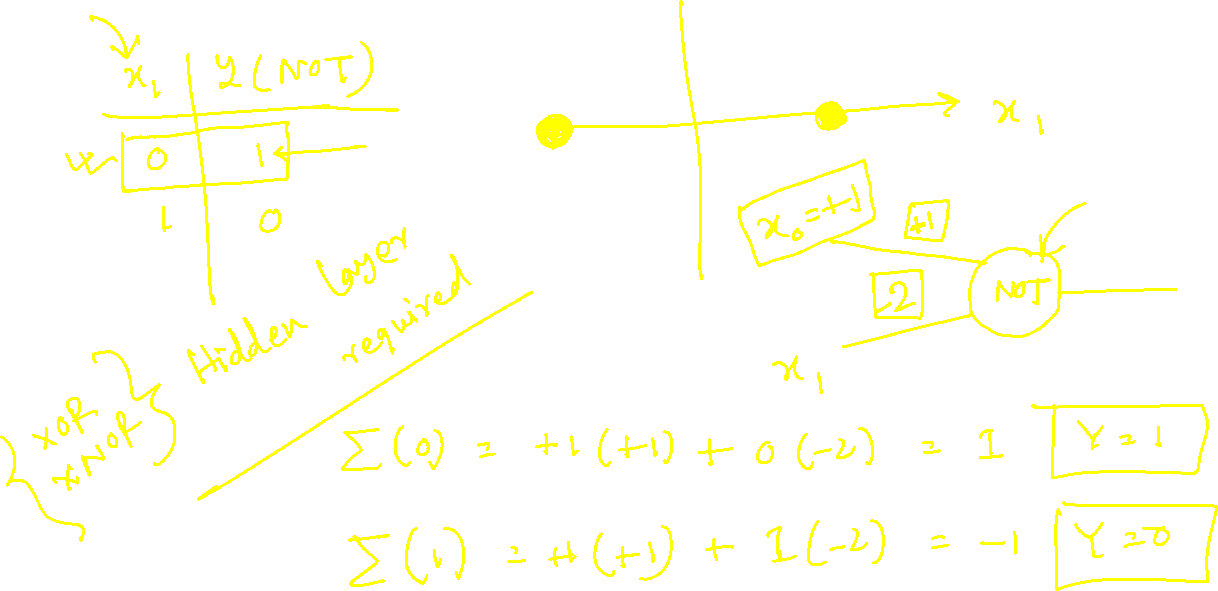 x₁ Y (NOT)
0 1
1 0
x₁
x₀ = +1
+1
-2
NOT
x₁
Hidden layer
required
XOR
XNOR
Σ(0) = +1(+1) + 0(-2) = 1 Y = 1
Σ(1) = +1(+1) + 1(-2) = -1 Y = 0